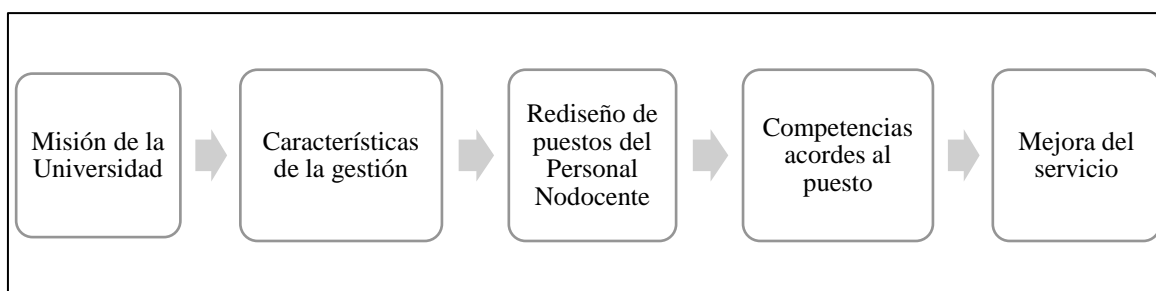 Misión de la
Universidad
Características
de la gestión
Rediseño de
puestos del
Personal
Nodocente
Competencias
acordes al
puesto
Mejora del
servicio